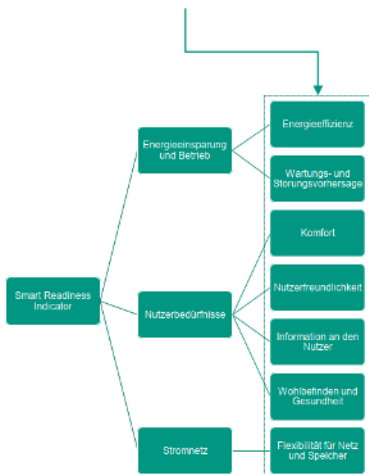 Energieeffizienz
Energieeinsparung
und Betrieb
Wartungs- und
Störungsvorhersage
Komfort
Smart Readiness
Indicator
Nutzerbedürfnisse
Nutzerfreundlichkeit
Information an den
Nutzer
Wohlbefinden und
Gesundheit
Stromnetz
Flexibilität für Netz
und Speicher